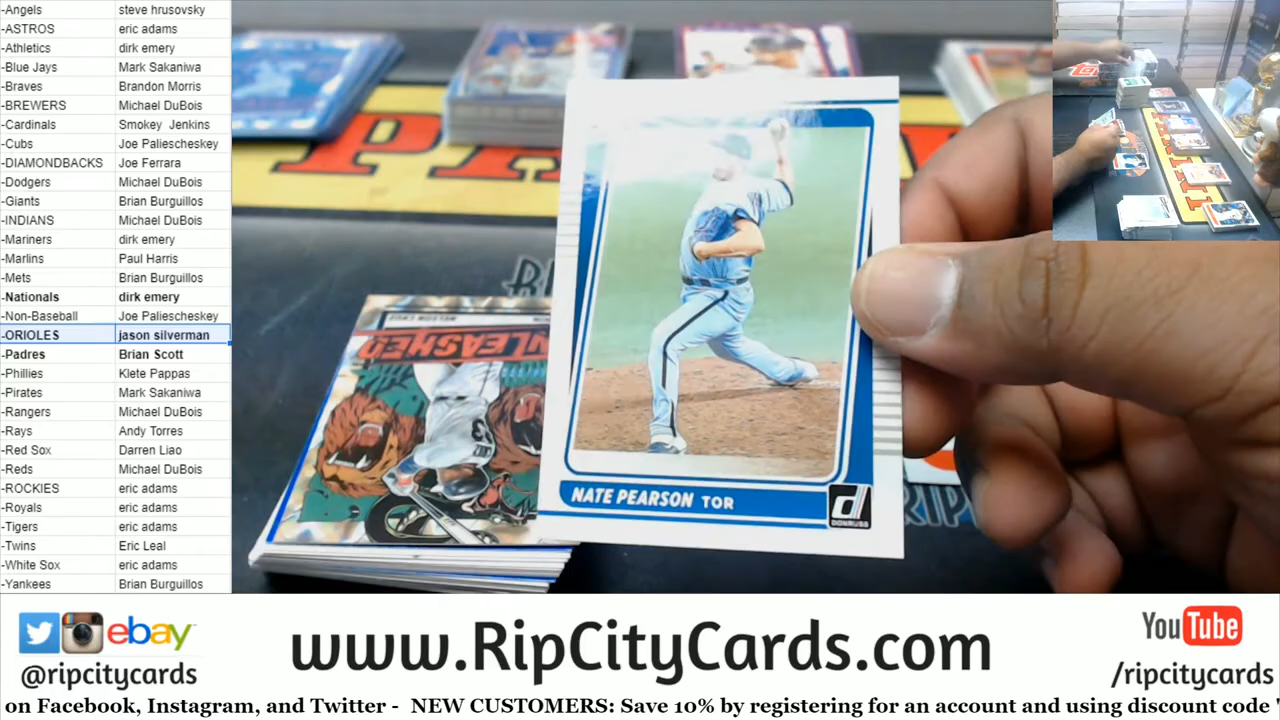 -Angels steve hrusovsky
-ASTROS eric adams
-Athletics dirk emery
-Blue Jays Mark Sakaniwa
-Braves Brandon Morris
-BREWERS Michael DuBois
-Cardinals Smokey Jenkins
-Cubs Joe Paliescheskey
-DIAMONDBACKS Joe Ferrara
-Dodgers Michael DuBois
-Giants Brian Burguillos
-INDIANS Michael DuBois
-Mariners dirk emery
-Marlins Paul Harris
-Mets Brian Burguillos
-Nationals dirk emery
-Non-Baseball Joe Paliescheskey
-ORIOLES jason silverman
-Padres Brian Scott
-Phillies Klete Pappas
-Pirates Mark Sakaniwa
-Rangers Michael DuBois
-Rays Andy Torres
-Red Sox Darren Liao
-Reds Michael DuBois
-ROCKIES eric adams
-Royals eric adams
-Tigers eric adams
-Twins Eric Leal
-White Sox eric adams
-Yankees Brian Burguillos
UNLEASHED
NELSON CRUZ
NATE PEARSON TOR
DONRUSS
RIP
ebay
@ripcitycards
www.RipCityCards.com
YouTube
/ripcitycards
on Facebook, Instagram, and Twitter - NEW CUSTOMERS: Save 10% by registering for an account and using discount code